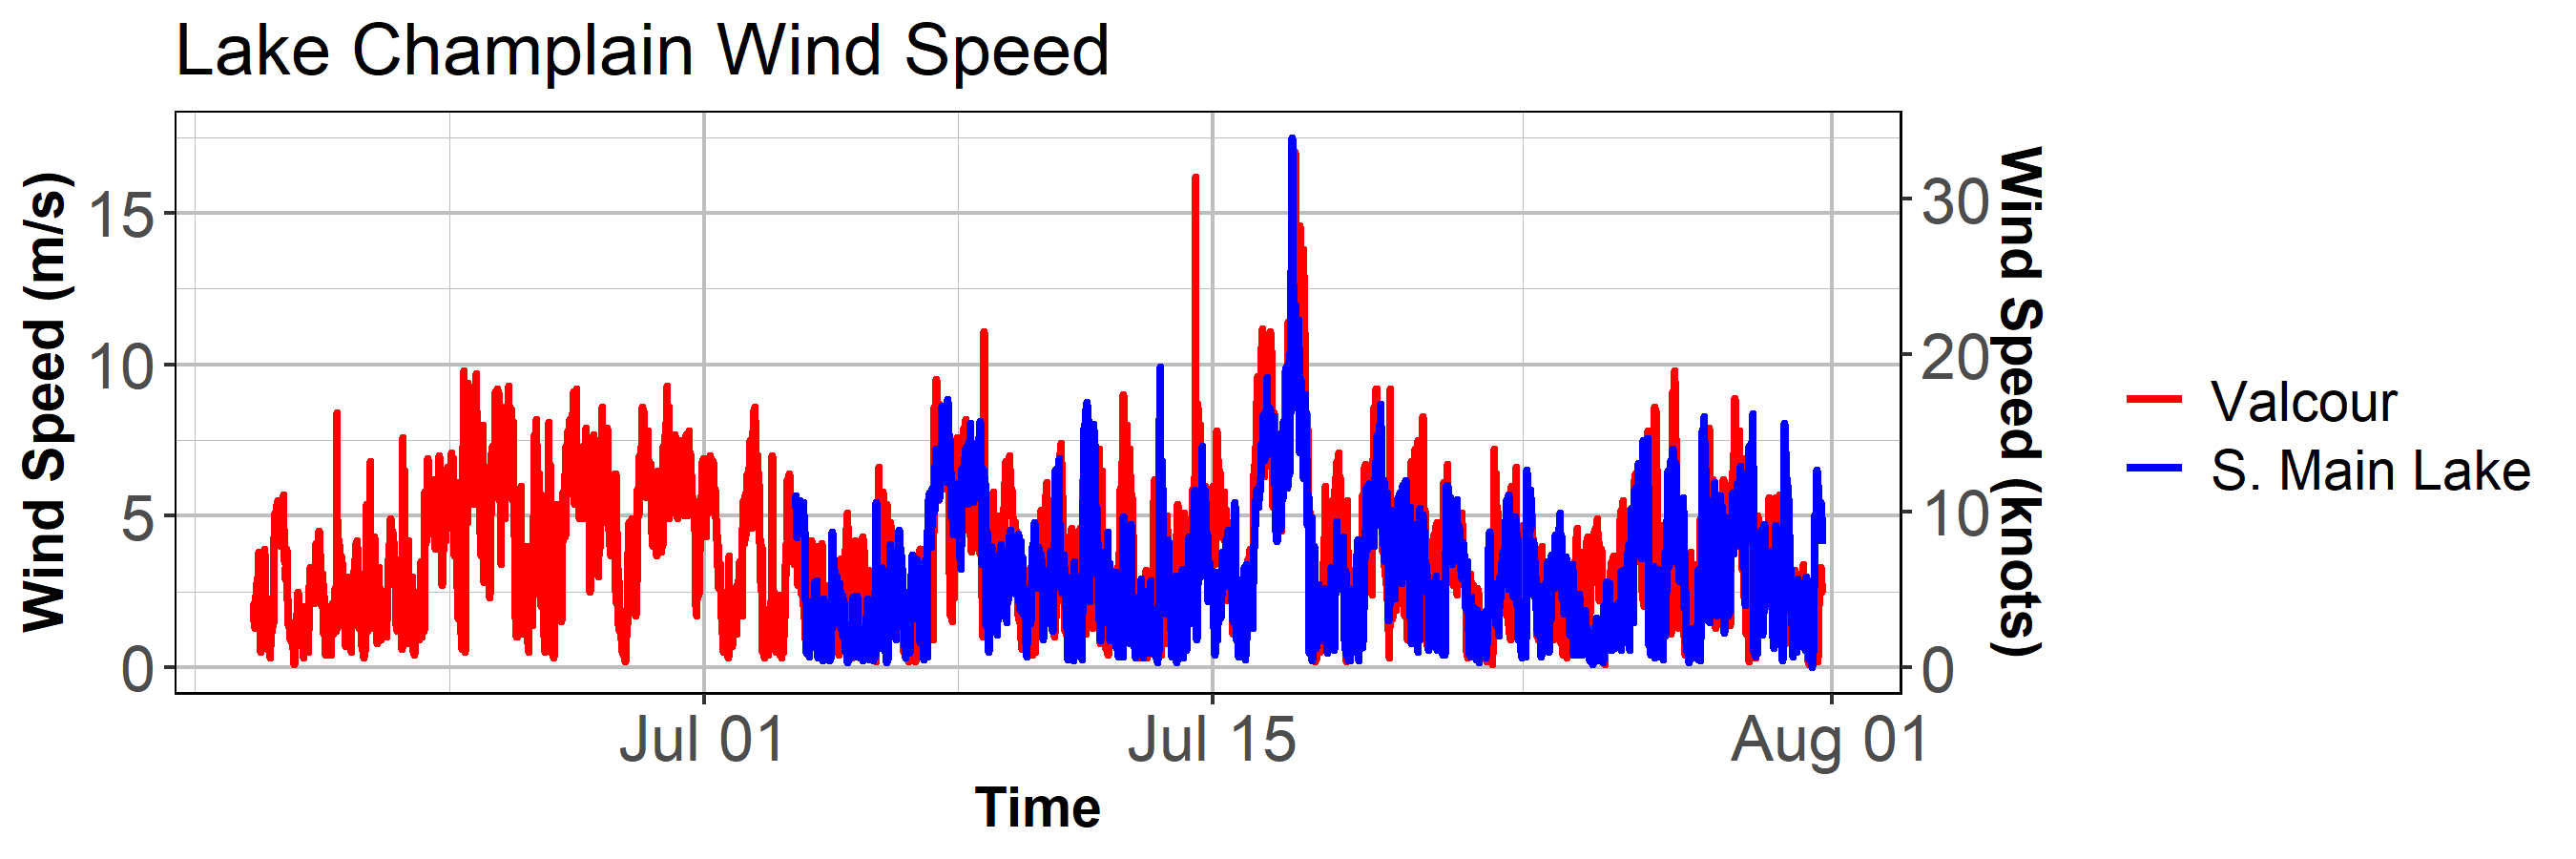 Lake Champlain Wind Speed
Wind Speed (m/s)
15
10
5
0
30
20
10
0
Wind Speed (knots)
Jul 01
Jul 15
Aug 01
Time
Valcour
S. Main Lake